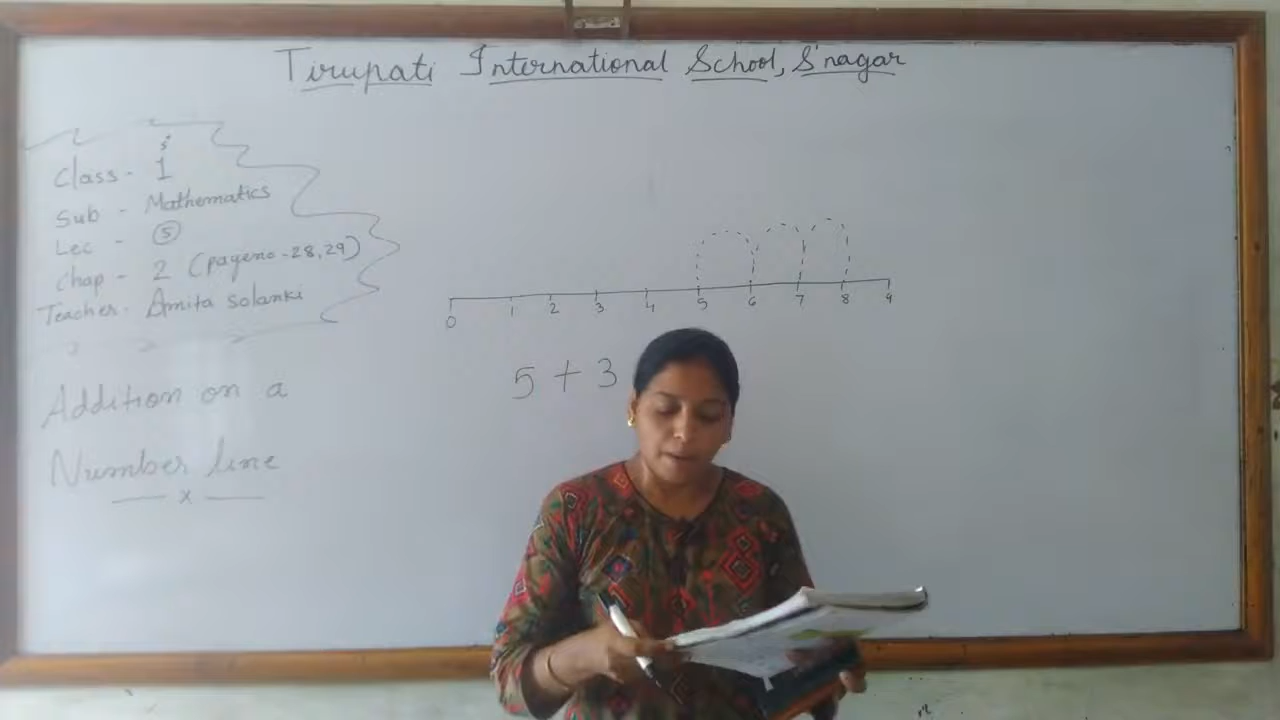 Tirupati International School, S'nagar
Class - 1
Sub - Mathematics
Lec - 5
Chap - 2 (page no - 28,29)
Teacher - Amita Solanki
Addition on a
Number line
x
0 1 2 3 4 5 6 7 8 9
5 + 3